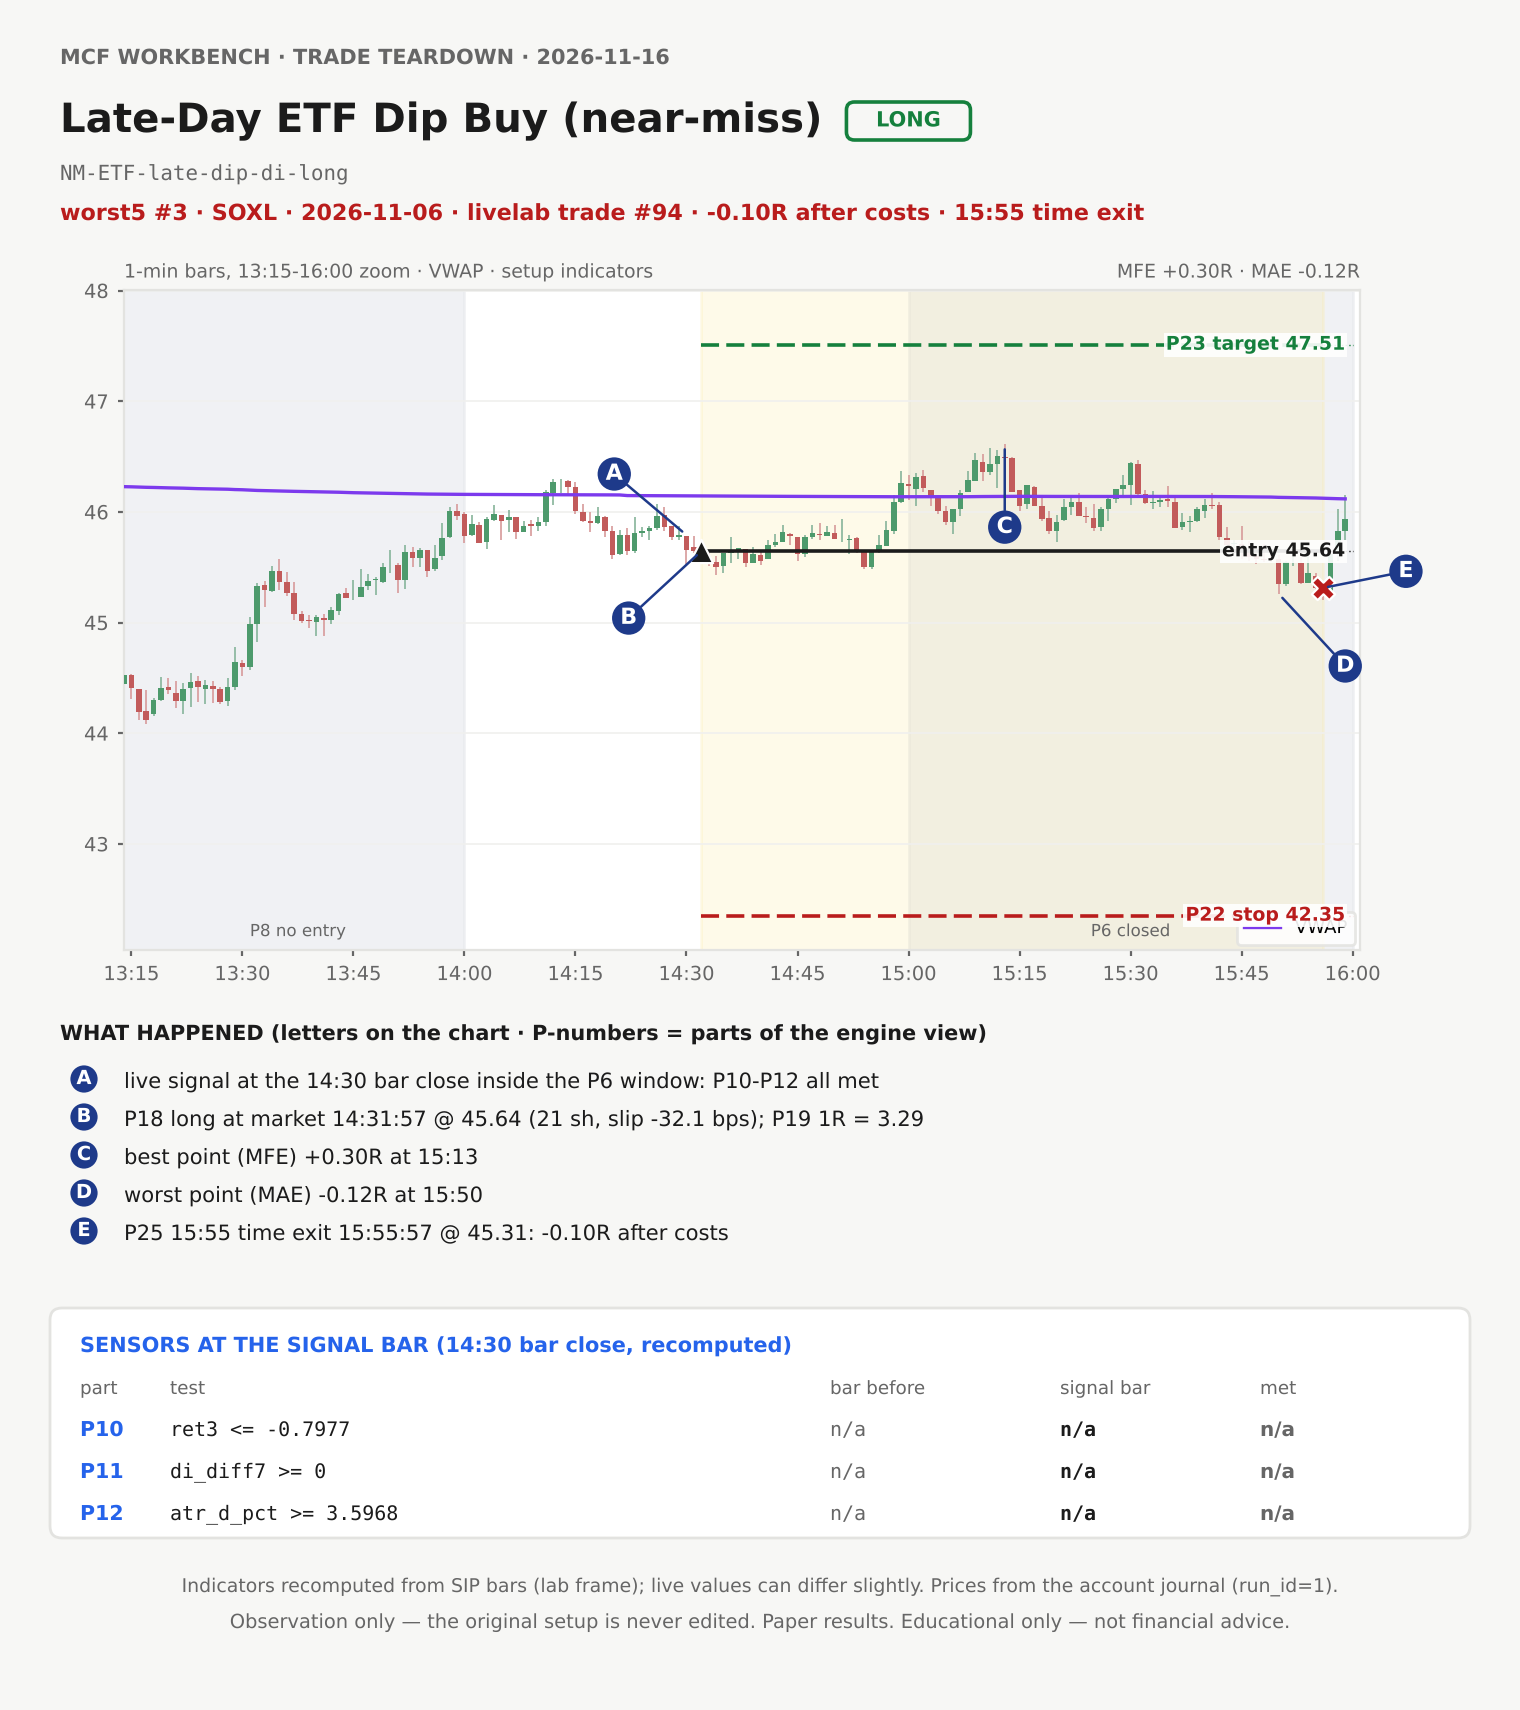 MCF WORKBENCH · TRADE TEARDOWN · 2026-11-16
Late-Day ETF Dip Buy (near-miss) LONG
NM-ETF-late-dip-di-long
worst5 #3 · SOXL · 2026-11-06 · livelab trade #94 · -0.10R after costs · 15:55 time exit
1-min bars, 13:15-16:00 zoom · VWAP · setup indicators MFE +0.30R · MAE -0.12R
48
P23 target 47.51
47
A
46
C
entry 45.64
E
B
45
D
44
43
P22 stop 42.35
P8 no entry P6 closed VWAP
13:15 13:30 13:45 14:00 14:15 14:30 14:45 15:00 15:15 15:30 15:45 16:00
WHAT HAPPENED (letters on the chart · P-numbers = parts of the engine view)
A live signal at the 14:30 bar close inside the P6 window: P10-P12 all met
B P18 long at market 14:31:57 @ 45.64 (21 sh, slip -32.1 bps); P19 1R = 3.29
C best point (MFE) +0.30R at 15:13
D worst point (MAE) -0.12R at 15:50
E P25 15:55 time exit 15:55:57 @ 45.31: -0.10R after costs
SENSORS AT THE SIGNAL BAR (14:30 bar close, recomputed)
part test bar before signal bar met
P10 ret3 <= -0.7977 n/a n/a n/a
P11 di_diff7 >= 0 n/a n/a n/a
P12 atr_d_pct >= 3.5968 n/a n/a n/a
Indicators recomputed from SIP bars (lab frame); live values can differ slightly. Prices from the account journal (run_id=1).
Observation only — the original setup is never edited. Paper results. Educational only — not financial advice.